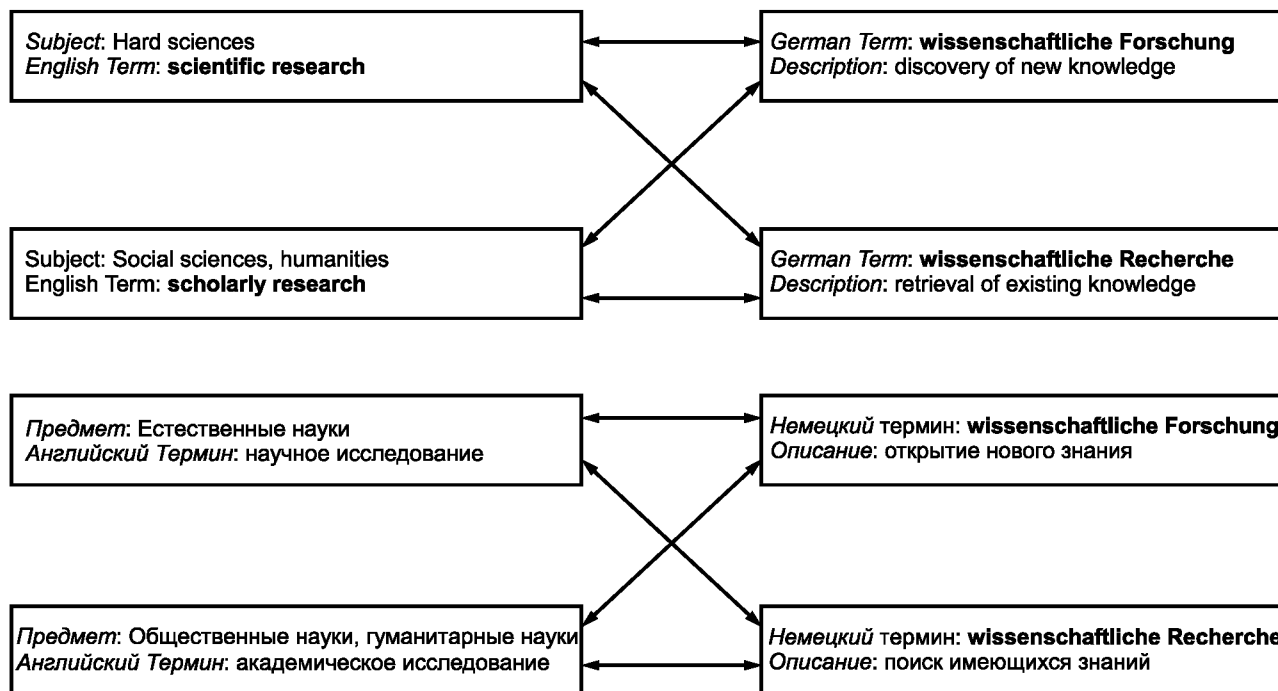 Subject: Hard sciences
English Term: scientific research
German Term: wissenschaftliche Forschung
Description: discovery of new knowledge
Subject: Social sciences, humanities
English Term: scholarly research
German Term: wissenschaftliche Recherche
Description: retrieval of existing knowledge
Предмет: Естественные науки
Английский Термин: научное исследование
Немецкий термин: wissenschaftliche Forschung
Описание: открытие нового знания
Предмет: Общественные науки, гуманитарные науки
Английский Термин: академическое исследование
Немецкий термин: wissenschaftliche Recherche
Описание: поиск имеющихся знаний